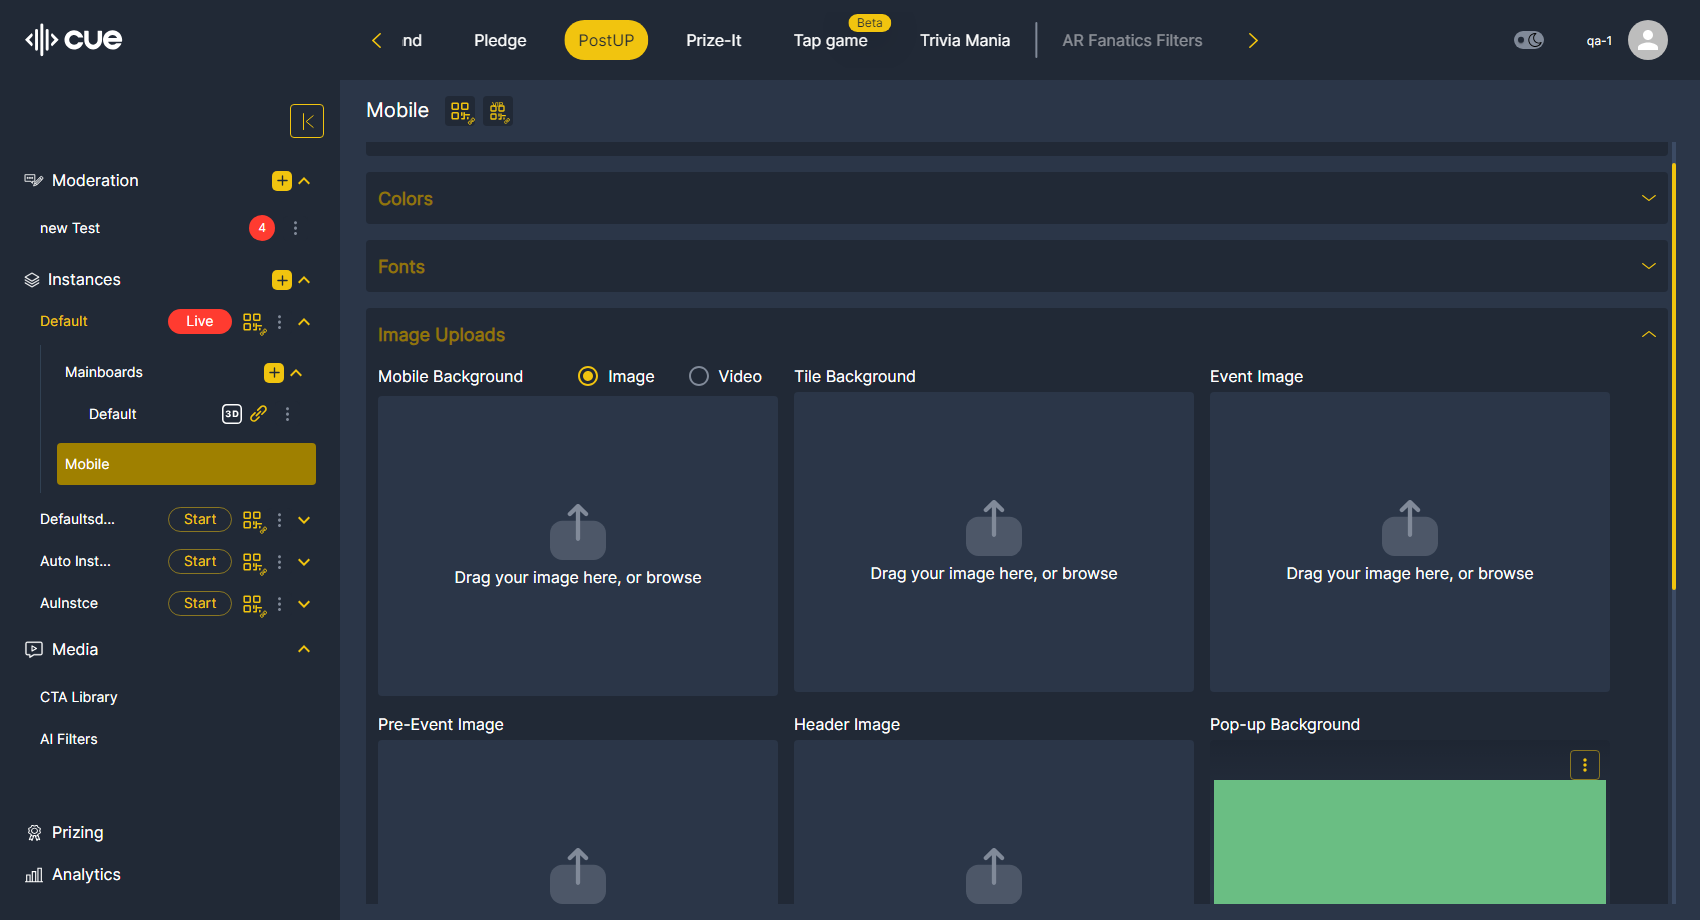 cue
nd
Pledge
PostUP
Prize-It
Beta
Tap game
Trivia Mania
AR Fanatics Filters
qa-1
Mobile
VIP
Moderation
new Test
4
Instances
Default
Live
Mainboards
Default
3D
Mobile
Defaultsd...
Start
Auto Inst...
Start
AuInstce
Start
Media
CTA Library
AI Filters
Prizing
Analytics
Colors
Fonts
Image Uploads
Mobile Background
Image
Video
Tile Background
Event Image
Drag your image here, or browse
Drag your image here, or browse
Drag your image here, or browse
Pre-Event Image
Header Image
Pop-up Background